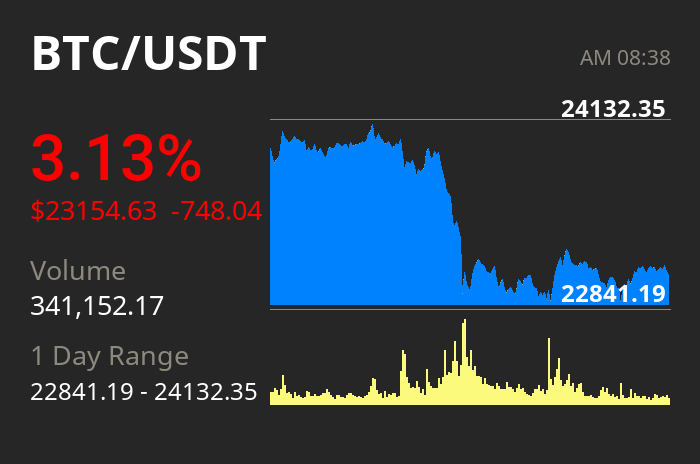 BTC/USDT
AM 08:38
24132.35
3.13%
$23154.63 -748.04
Volume
341,152.17
22841.19
1 Day Range
22841.19 - 24132.35